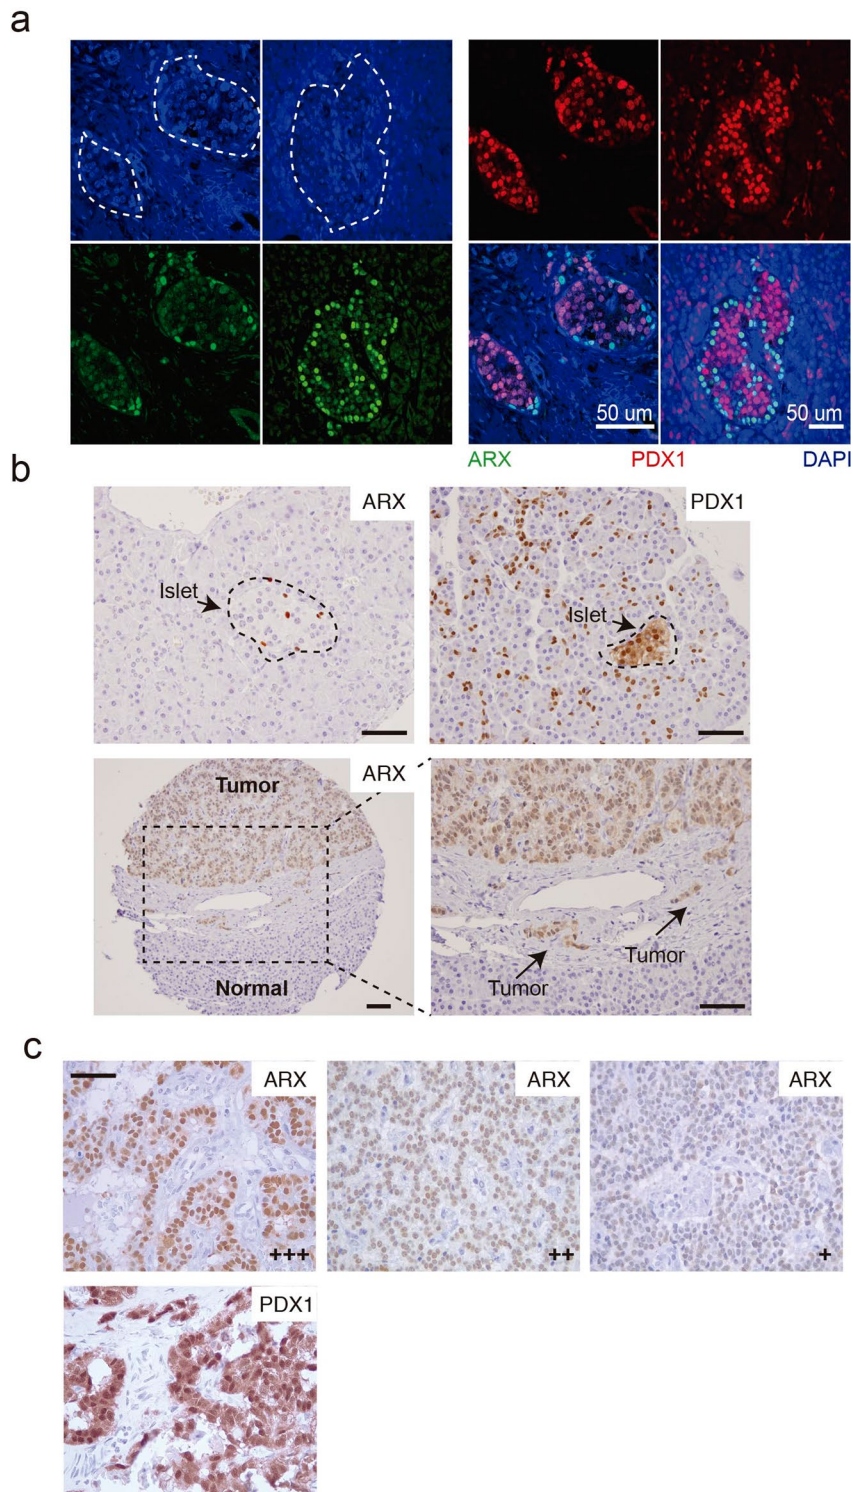 a
50 um
50 um
ARX PDX1 DAPI
b
ARX
Islet
PDX1
Islet
ARX
Tumor
Normal
Tumor
Tumor
c
ARX
+++
ARX
++
ARX
+
PDX1